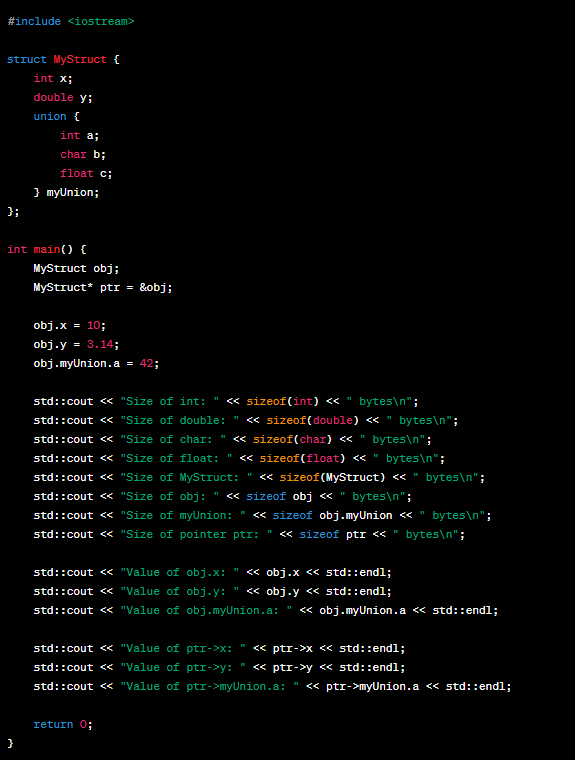 #include <iostream>

struct MyStruct {
    int x;
    double y;
    union {
        int a;
        char b;
        float c;
    } myUnion;
};

int main() {
    MyStruct obj;
    MyStruct* ptr = &obj;

    obj.x = 10;
    obj.y = 3.14;
    obj.myUnion.a = 42;

    std::cout << "Size of int: " << sizeof(int) << " bytes\n";
    std::cout << "Size of double: " << sizeof(double) << " bytes\n";
    std::cout << "Size of char: " << sizeof(char) << " bytes\n";
    std::cout << "Size of float: " << sizeof(float) << " bytes\n";
    std::cout << "Size of MyStruct: " << sizeof(MyStruct) << " bytes\n";
    std::cout << "Size of obj: " << sizeof obj << " bytes\n";
    std::cout << "Size of myUnion: " << sizeof obj.myUnion << " bytes\n";
    std::cout << "Size of pointer ptr: " << sizeof ptr << " bytes\n";

    std::cout << "Value of obj.x: " << obj.x << std::endl;
    std::cout << "Value of obj.y: " << obj.y << std::endl;
    std::cout << "Value of obj.myUnion.a: " << obj.myUnion.a << std::endl;

    std::cout << "Value of ptr->x: " << ptr->x << std::endl;
    std::cout << "Value of ptr->y: " << ptr->y << std::endl;
    std::cout << "Value of ptr->myUnion.a: " << ptr->myUnion.a << std::endl;

    return 0;
}